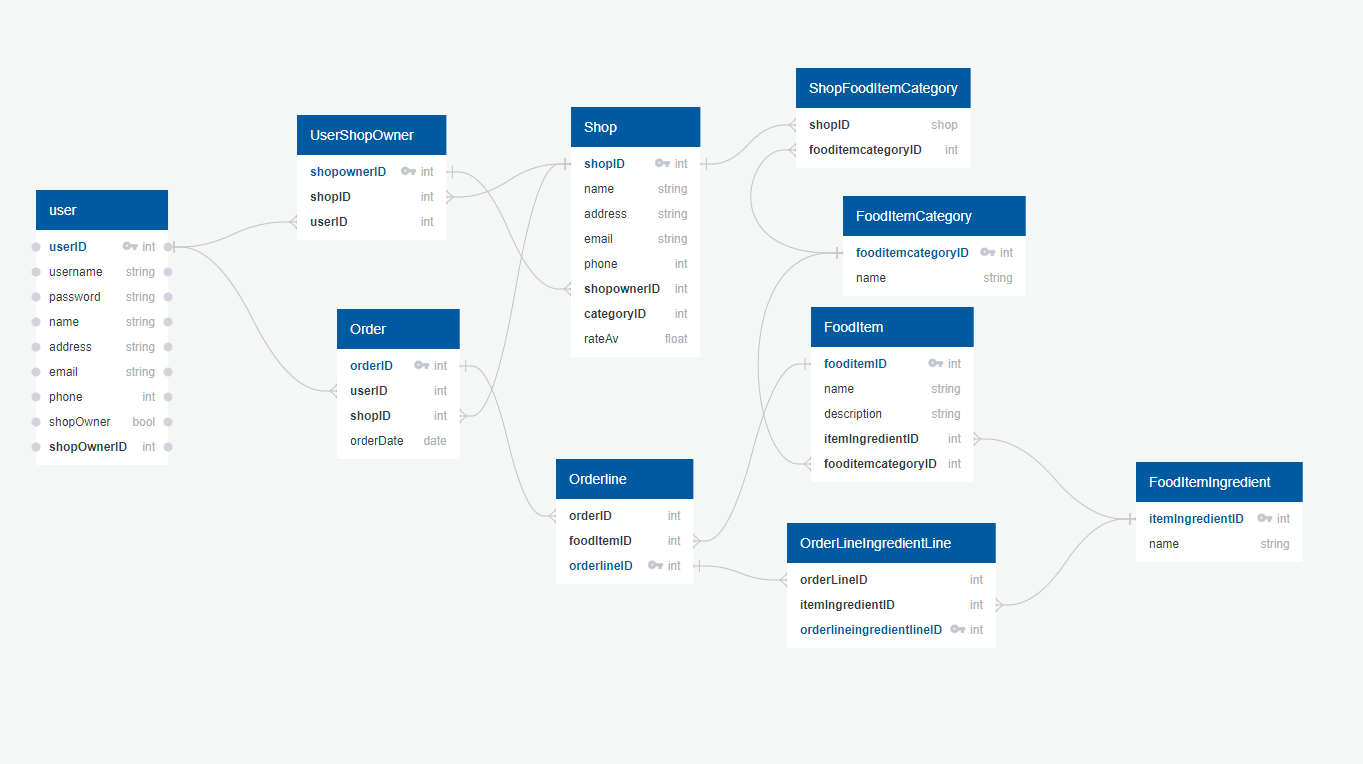 user
userID int
username string
password string
name string
address string
email string
phone int
shopOwner bool
shopOwnerID int
UserShopOwner
shopownerID int
shopID int
userID int
Order
orderID int
userID int
shopID int
orderDate date
Shop
shopID int
name string
address string
email string
phone int
shopownerID int
categoryID int
rateAv float
Orderline
orderID int
foodItemID int
orderlineID int
ShopFoodItemCategory
shopID shop
fooditemcategoryID int
FoodItemCategory
fooditemcategoryID int
name string
FoodItem
fooditemID int
name string
description string
itemIngredientID int
fooditemcategoryID int
OrderLineIngredientLine
orderLineID int
itemIngredientID int
orderlineingredientlineID int
FoodItemIngredient
itemIngredientID int
name string